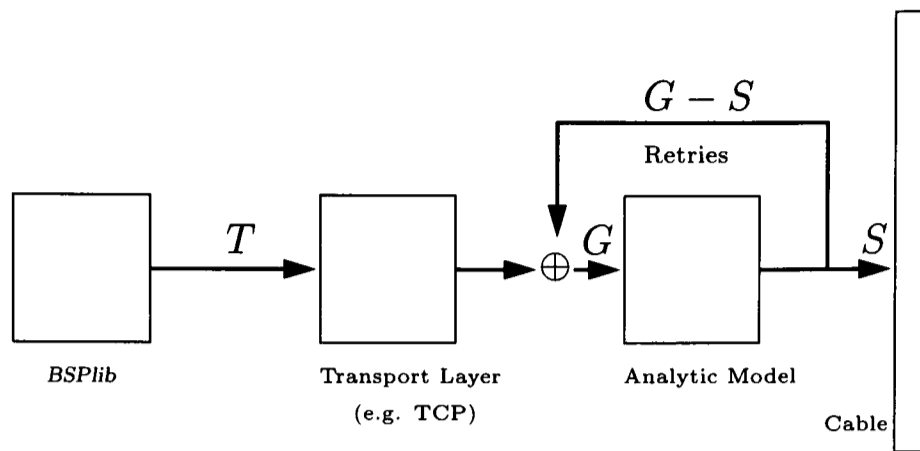 G − S
Retries
T
⊕
G
S
BSPlib
Transport Layer
(e.g. TCP)
Analytic Model
Cable